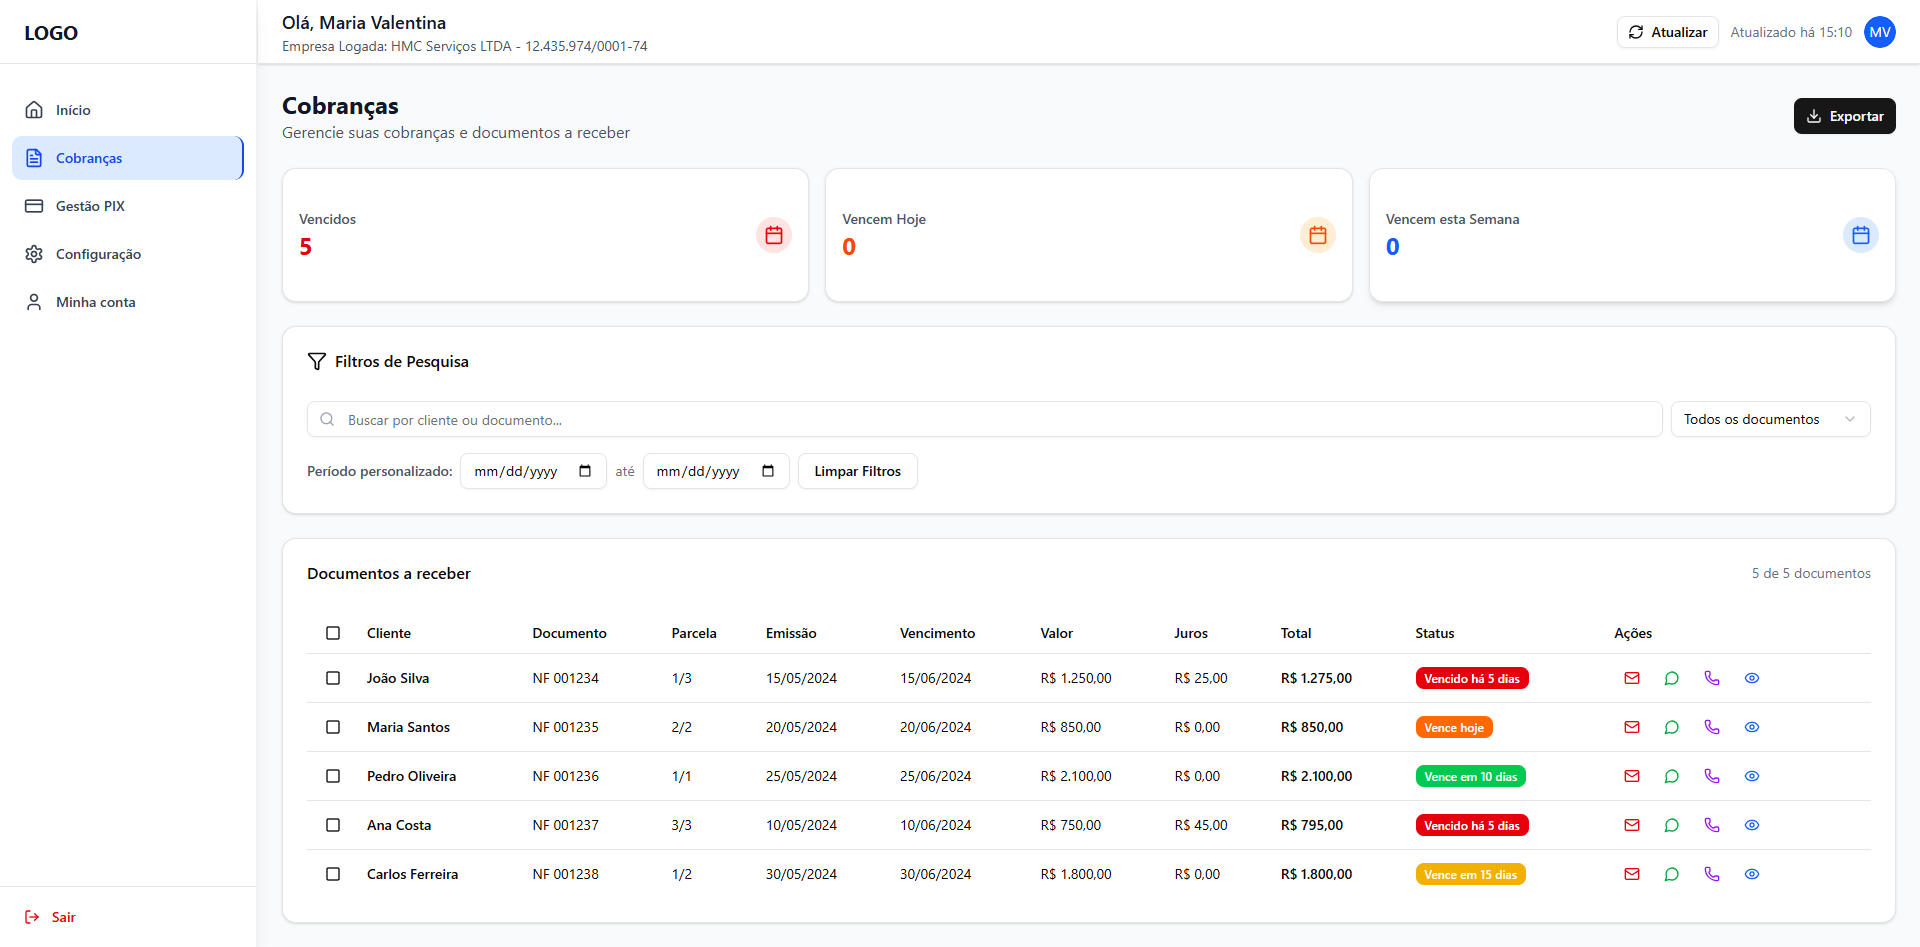 LOGO
Olá, Maria Valentina
Empresa Logada: HMC Serviços LTDA - 12.435.974/0001-74
Atualizar
Atualizado há 15:10
MV
Início
Cobranças
Gestão PIX
Configuração
Minha conta
Sair
Cobranças
Gerencie suas cobranças e documentos a receber
Exportar
Vencidos
5
Vencem Hoje
0
Vencem esta Semana
0
Filtros de Pesquisa
Buscar por cliente ou documento...
Todos os documentos
Período personalizado: mm/dd/yyyy até mm/dd/yyyy Limpar Filtros
Documentos a receber
5 de 5 documentos
Cliente Documento Parcela Emissão Vencimento Valor Juros Total Status Ações
João Silva NF 001234 1/3 15/05/2024 15/06/2024 R$ 1.250,00 R$ 25,00 R$ 1.275,00 Vencido há 5 dias
Maria Santos NF 001235 2/2 20/05/2024 20/06/2024 R$ 850,00 R$ 0,00 R$ 850,00 Vence hoje
Pedro Oliveira NF 001236 1/1 25/05/2024 25/06/2024 R$ 2.100,00 R$ 0,00 R$ 2.100,00 Vence em 10 dias
Ana Costa NF 001237 3/3 10/05/2024 10/06/2024 R$ 750,00 R$ 45,00 R$ 795,00 Vencido há 5 dias
Carlos Ferreira NF 001238 1/2 30/05/2024 30/06/2024 R$ 1.800,00 R$ 0,00 R$ 1.800,00 Vence em 15 dias